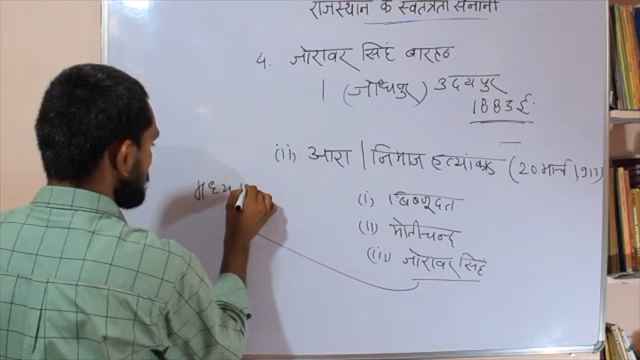 राजस्थान के स्वतंत्रता सेनानी
4. जोरावर सिंह बारहठ
(जोधपुर) उदयपुर
1883ई.
(ii) आरा | निमाज हत्याकाण्ड (20 मार्च 1913)
(i) विष्णुदत
(ii) मोतीचन्द
(iii) जोरावर सिंह
मध्य